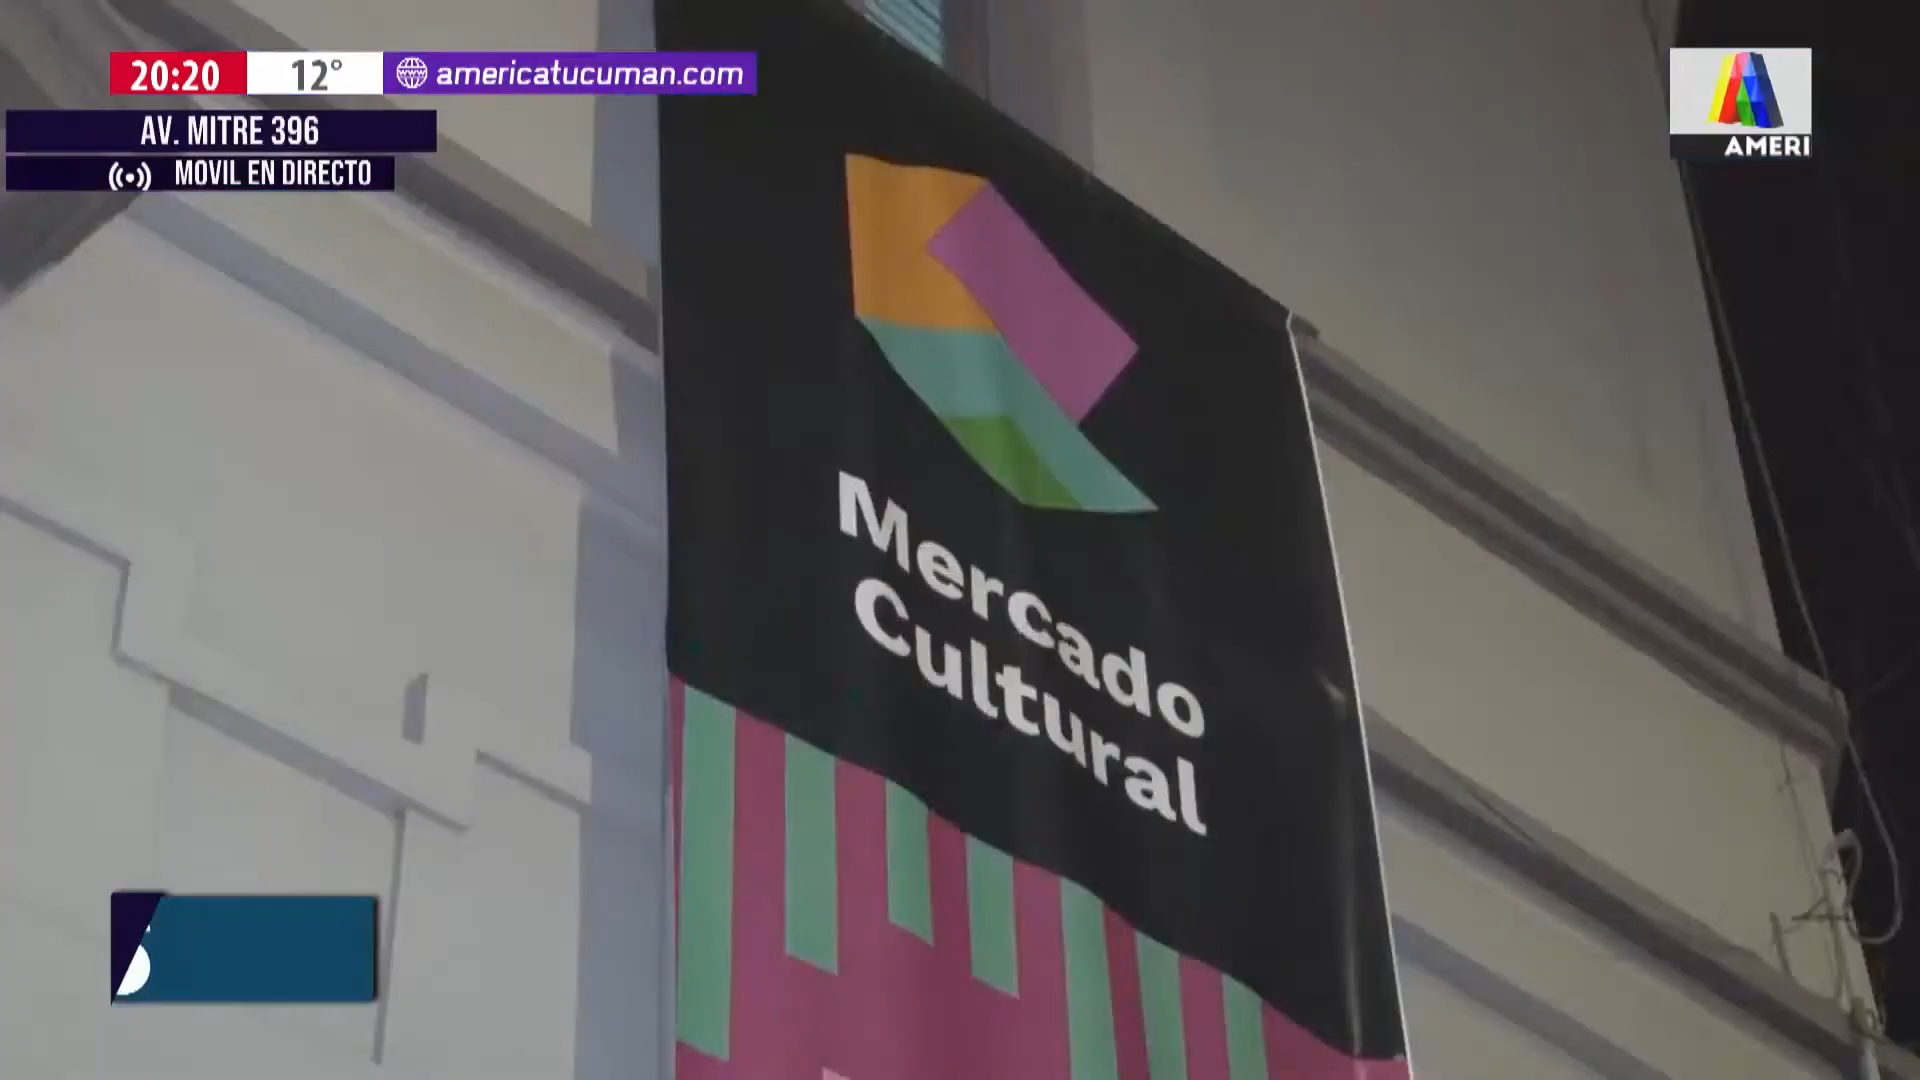 20:20 12° americatucuman.com
AV. MITRE 396
MOVIL EN DIRECTO
AMERI
Mercado
Cultural